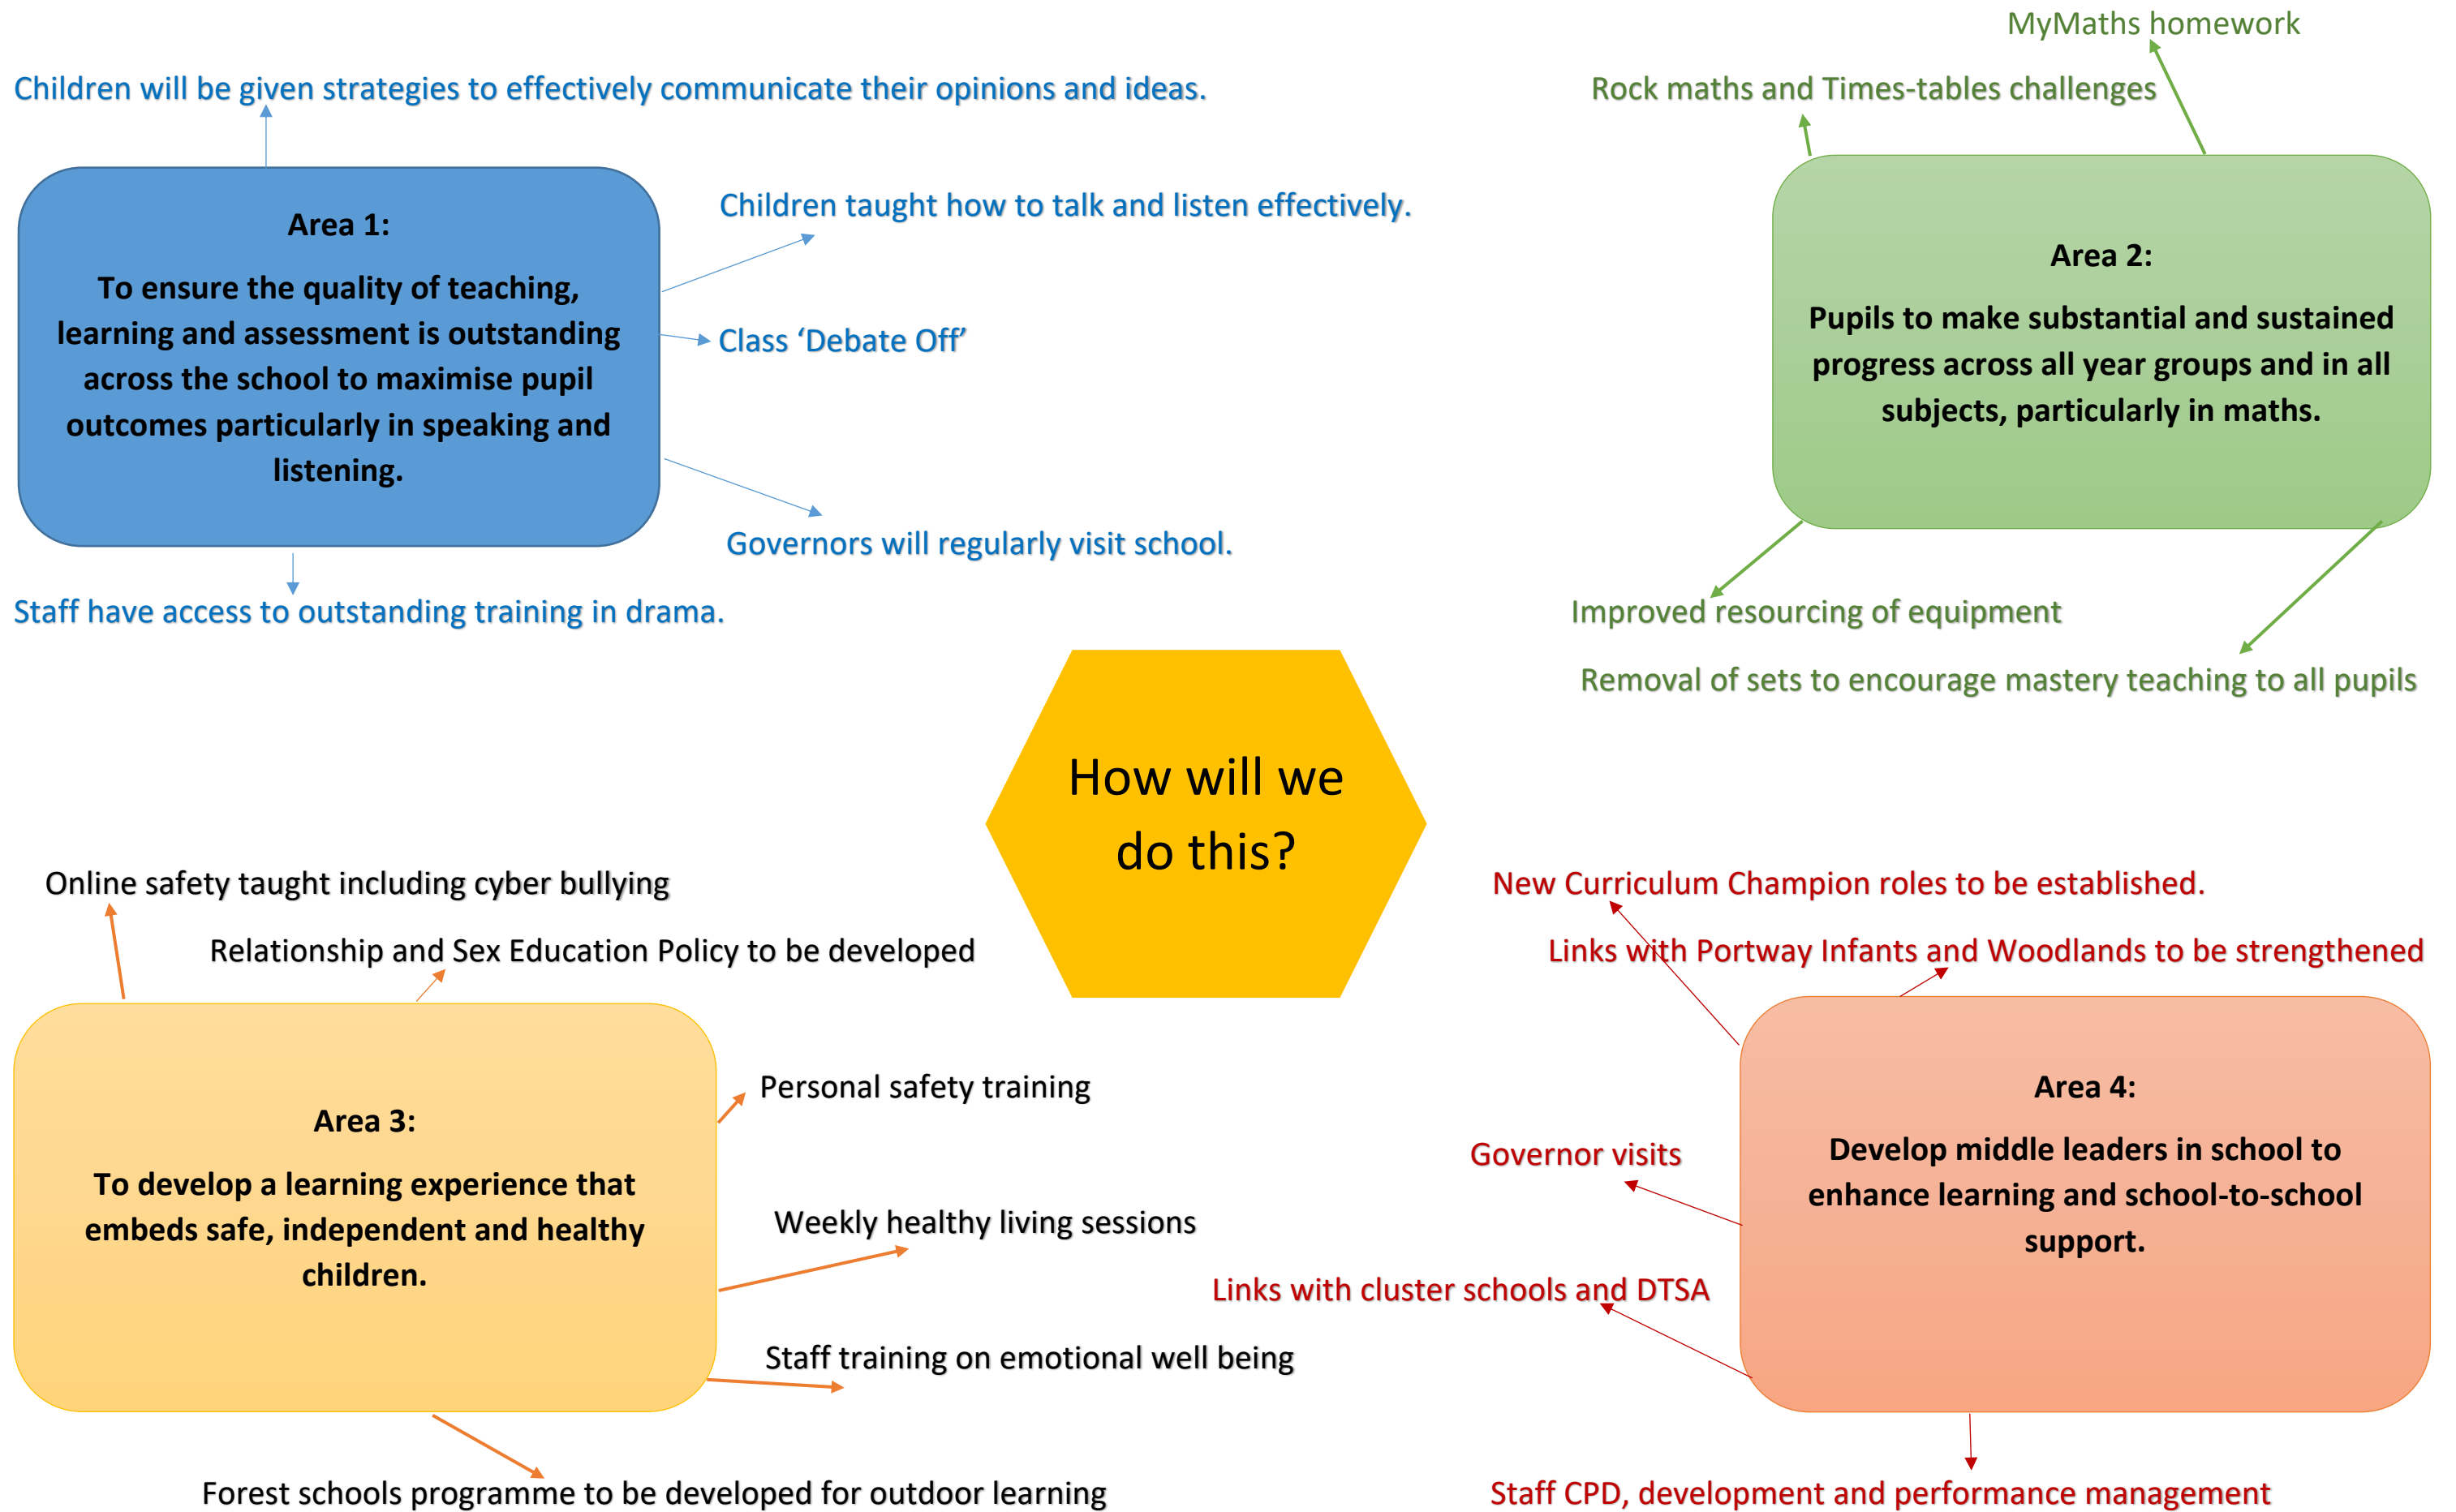 MyMaths homework
Children will be given strategies to effectively communicate their opinions and ideas.
Rock maths and Times-tables challenges
Area 1:
To ensure the quality of teaching,
learning and assessment is outstanding
across the school to maximise pupil
outcomes particularly in speaking and
listening.
Children taught how to talk and listen effectively.
Class ‘Debate Off’
Governors will regularly visit school.
Staff have access to outstanding training in drama.
Area 2:
Pupils to make substantial and sustained
progress across all year groups and in all
subjects, particularly in maths.
Improved resourcing of equipment
Removal of sets to encourage mastery teaching to all pupils
How will we
do this?
Online safety taught including cyber bullying
Relationship and Sex Education Policy to be developed
Area 3:
To develop a learning experience that
embeds safe, independent and healthy
children.
Personal safety training
Weekly healthy living sessions
Staff training on emotional well being
Forest schools programme to be developed for outdoor learning
New Curriculum Champion roles to be established.
Links with Portway Infants and Woodlands to be strengthened
Area 4:
Develop middle leaders in school to
enhance learning and school-to-school
support.
Governor visits
Links with cluster schools and DTSA
Staff CPD, development and performance management